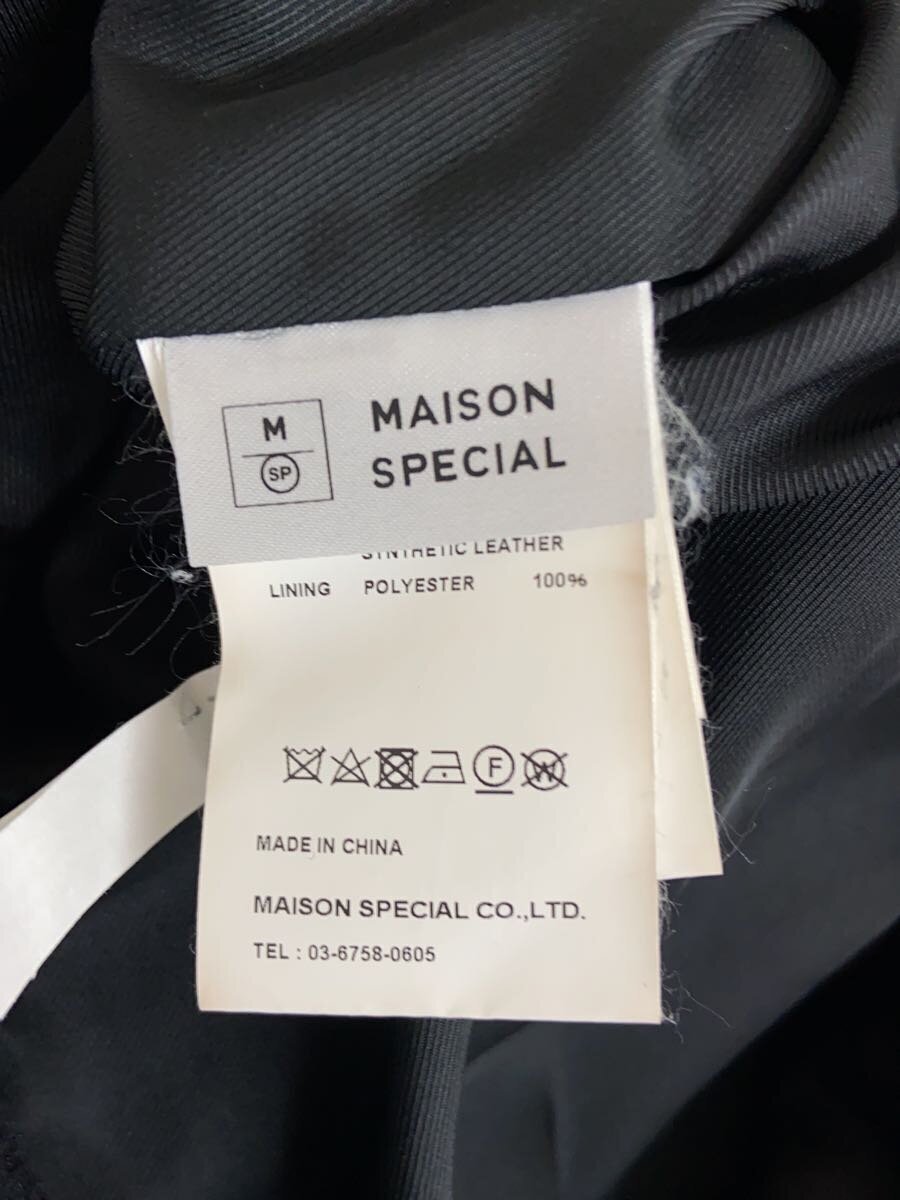 M
SP
MAISON
SPECIAL
SYNTHETIC LEATHER
LINING POLYESTER 100%
F
W
MADE IN CHINA
MAISON SPECIAL CO.,LTD.
TEL : 03-6758-0605